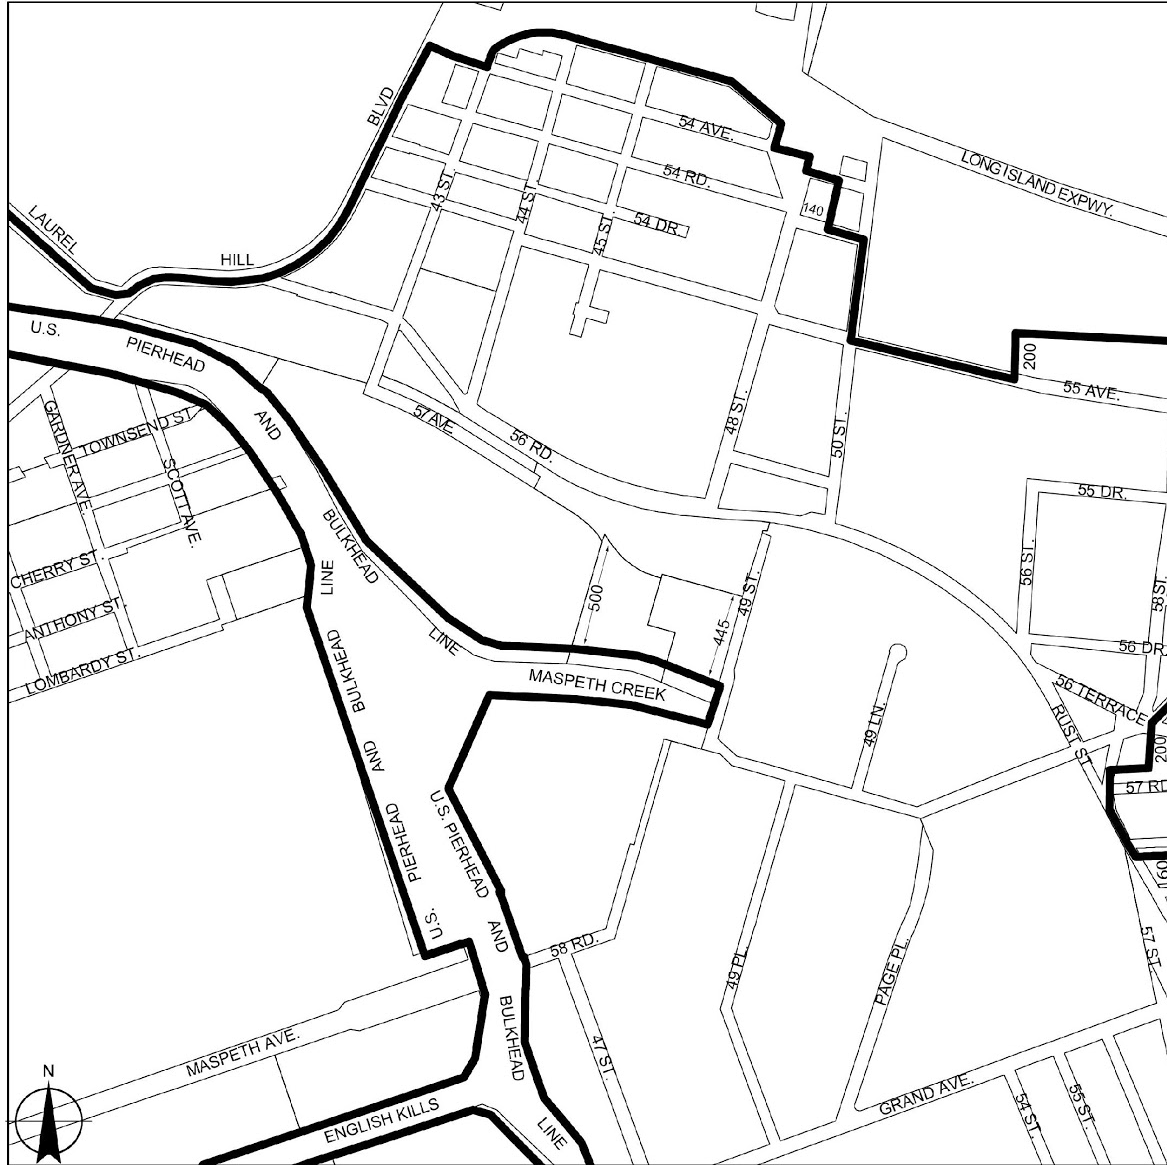 BLVD
54 AVE.
LONG ISLAND EXPWY.
54 RD.
43 ST.
44 ST.
140
LAUREL
45 ST.
54 DR.
HILL
U.S.
PIERHEAD
200
55 AVE.
GARDNER AVE.
TOWNSEND ST.
AND
57 AVE
56 RD.
48 ST.
50 ST.
SCOTT AVE.
BULKHEAD
55 DR.
CHERRY ST.
LINE
56 ST.
500
49 ST.
58 ST.
ANTHONY ST.
445
LINE
56 DR.
LOMBARDY ST.
BULKHEAD
MASPETH CREEK
56 TERRACE
49 LN.
RUST ST
AND
200
57 RD
PIERHEAD
U.S. PIERHEAD
160
U.S.
AND
58 RD.
57 ST.
49 PL.
PAGE PL.
BULKHEAD
MASPETH AVE.
47 ST.
N
GRAND AVE.
54 ST.
55 ST.
ENGLISH KILLS
LINE